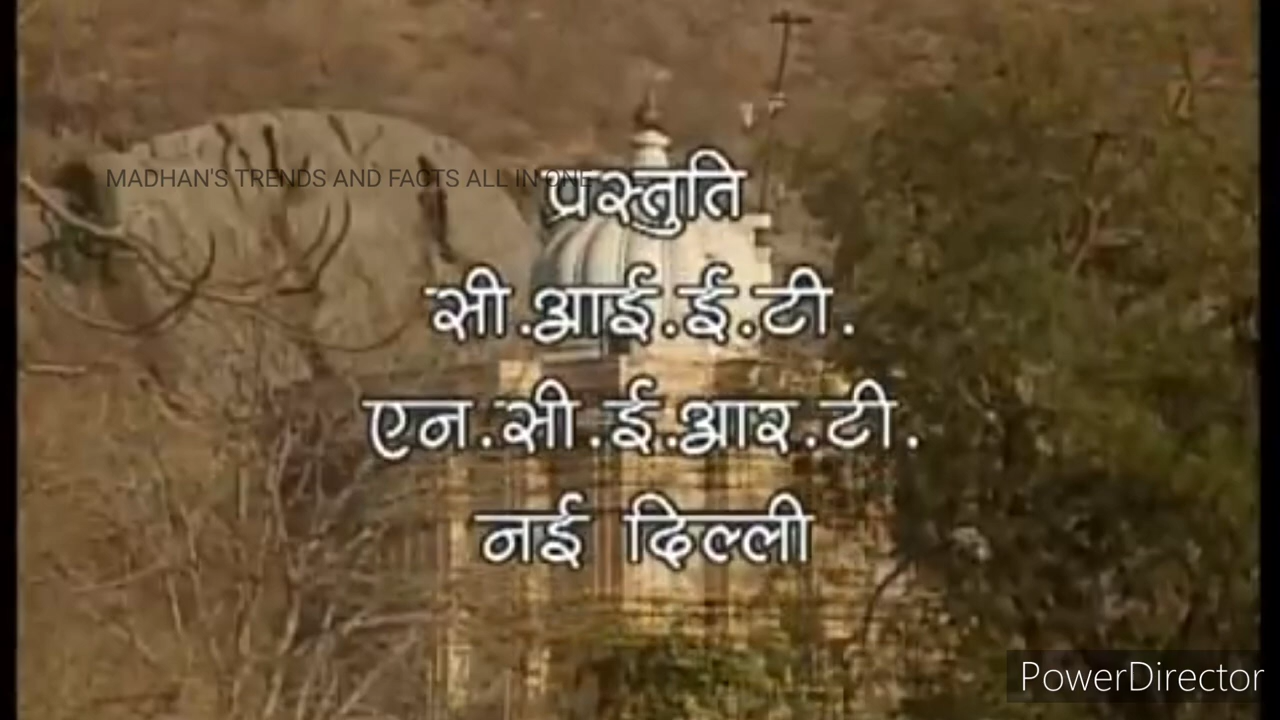 MADHAN'S TRENDS AND FACTS ALL IN ONE
प्रस्तुति
सी.आई.ई.टी.
एन.सी.ई.आर.टी.
नई दिल्ली
PowerDirector